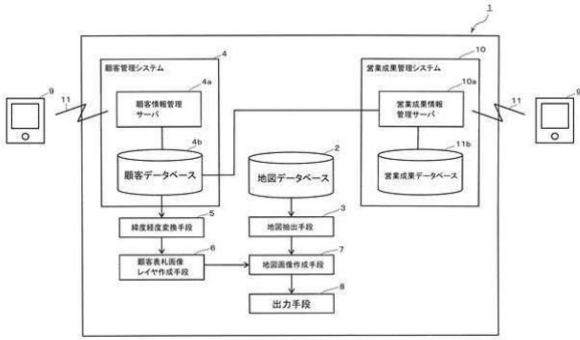 1
4
顧客管理システム
4a
顧客情報管理
サーバ
4b
顧客データベース
2
地図データベース
10
営業成果管理システム
10a
営業成果情報
管理サーバ
11b
営業成果データベース
9
11
11
9
5
緯度経度変換手段
3
地図抽出手段
6
顧客表札画像
レイヤ作成手段
7
地図画像作成手段
8
出力手段